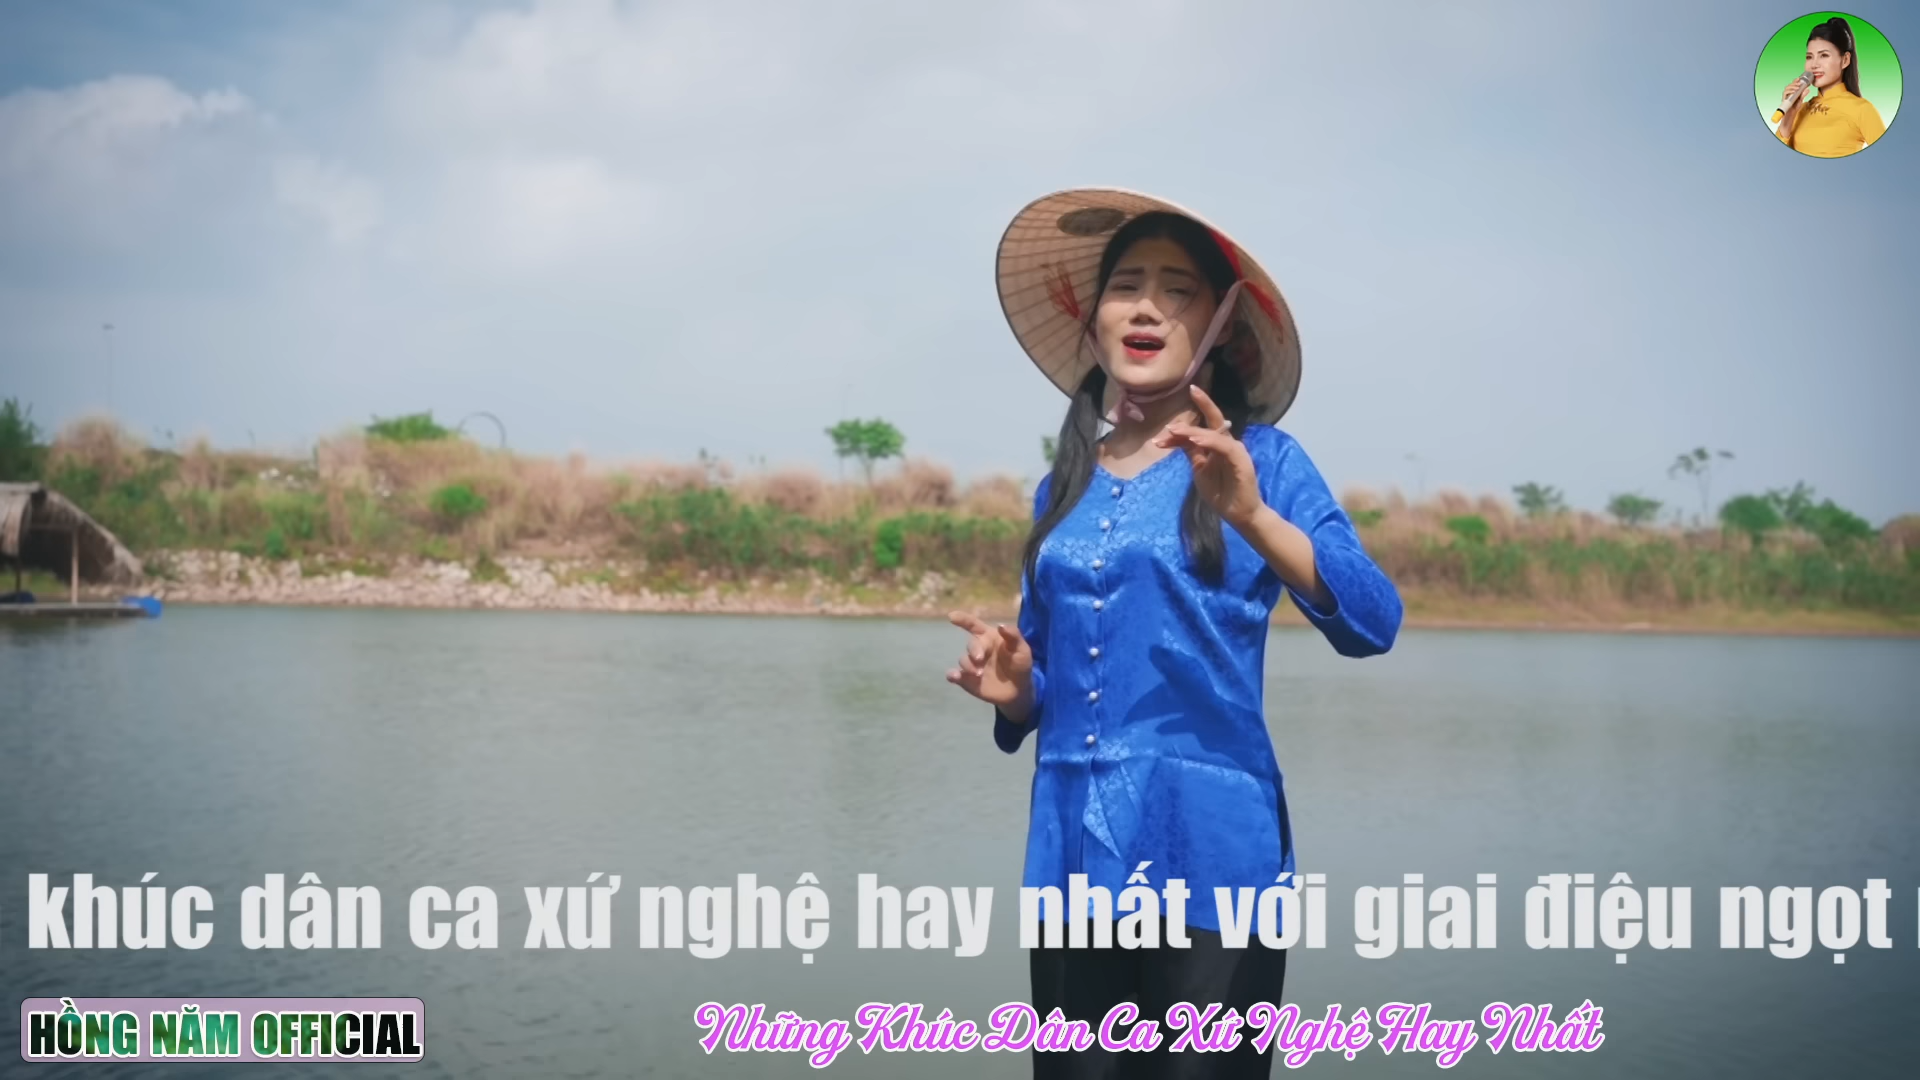 khúc dân ca xứ nghệ hay nhất với giai điệu ngọt
HỒNG NĂM OFFICIAL
Những Khúc Dân Ca Xứ Nghệ Hay Nhất